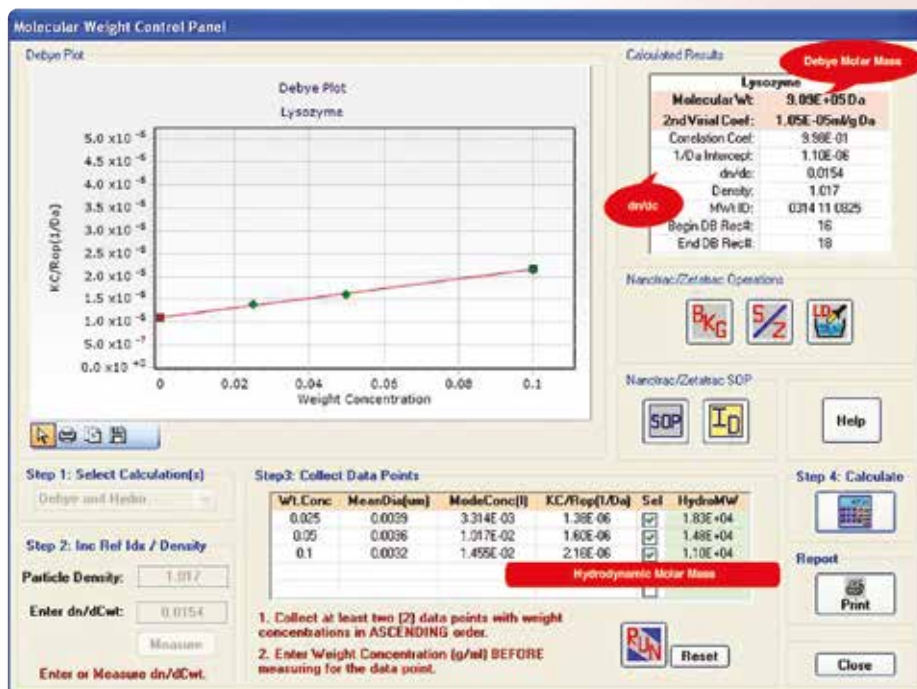 Molecular Weight Control Panel
Debye Plot
Debye Plot
Lysozyme
KC/Rop(1/Da)
5.0 x10 -6
4.5 x10 -6
4.0 x10 -6
3.5 x10 -6
3.0 x10 -6
2.5 x10 -6
2.0 x10 -6
1.5 x10 -6
1.0 x10 -6
5.0 x10 -7
0.0 x10 +0
0 0.02 0.04 0.06 0.08 0.1
Weight Concentration
Calculated Results
Debye Molar Mass
Lysozyme
Molecular Wt: 9.09E+05 Da
2nd Virial Coef: 1.05E-05ml/g Da
Correlation Coef: 9.98E-01
1/Da Intercept: 1.10E-06
dn/dc: 0.0154
Density: 1.017
MWt ID: 0314 11 0825
Begin DB Rec#: 16
End DB Rec#: 18
dn/dc
Nanotrac/Zetatrac Operations
BKG
S/Z
LD
Nanotrac/Zetatrac SOP
SOP
ID
Help
Step 1: Select Calculation(s)
Debye and Hydro
Step 2: Inc Ref Idx / Density
Particle Density: 1.017
Enter dn/dCwt: 0.0154
Measure
Enter or Measure dn/dCwt.
Step3: Collect Data Points
Wt.Conc MeanDia(um) ModeConc(I) KC/Rop(1/Da) Sel HydroMW
0.025 0.0039 3.314E-03 1.38E-06 1.83E+04
0.05 0.0036 1.017E-02 1.60E-06 1.48E+04
0.1 0.0032 1.455E-02 2.16E-06 1.10E+04
Hydrodynamic Molar Mass
1. Collect at least two [2] data points with weight
concentrations in ASCENDING order.
2. Enter Weight Concentration (g/ml) BEFORE
measuring for the data point.
RUN
Reset
Step 4: Calculate
Report
Print
Close